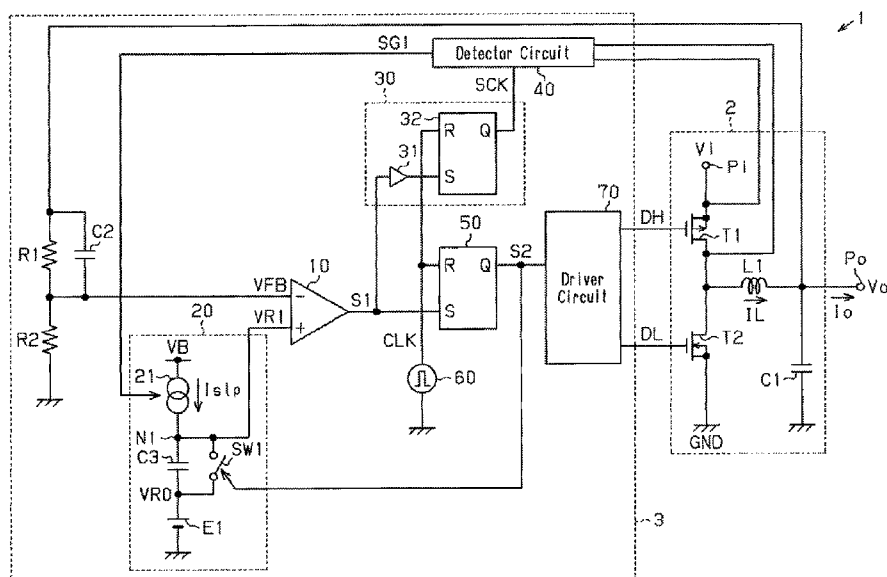 1
SG1
Detector Circuit
40
SCK
30
32
R
Q
31
S
2
VI
P1
DH
T1
70
Driver
Circuit
C2
R1
VFB
10
−
+
S1
50
R
Q
S2
S
L1
IL
Po
Vo
Io
R2
20
VR1
CLK
60
DL
T2
C1
GND
VB
21
Islp
N1
C3
SW1
VR0
E1
3